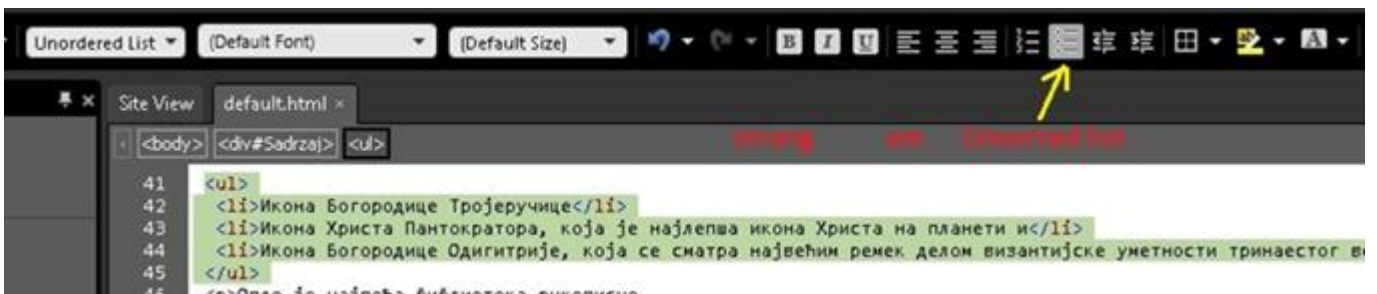 Unordered List (Default Font) (Default Size) B I U A
Site View default.html ×
<body> <div#Sadrzaj> <ul>
strong em Unorted list
41 <ul>
42 <li>Икона Богородице Тројеручице</li>
43 <li>Икона Христа Пантократора, која је најлепша икона Христа на планети и</li>
44 <li>Икона Богородице Одигитрије, која се сматра највећим ремек делом византијске уметности тринаестог
45 </ul>